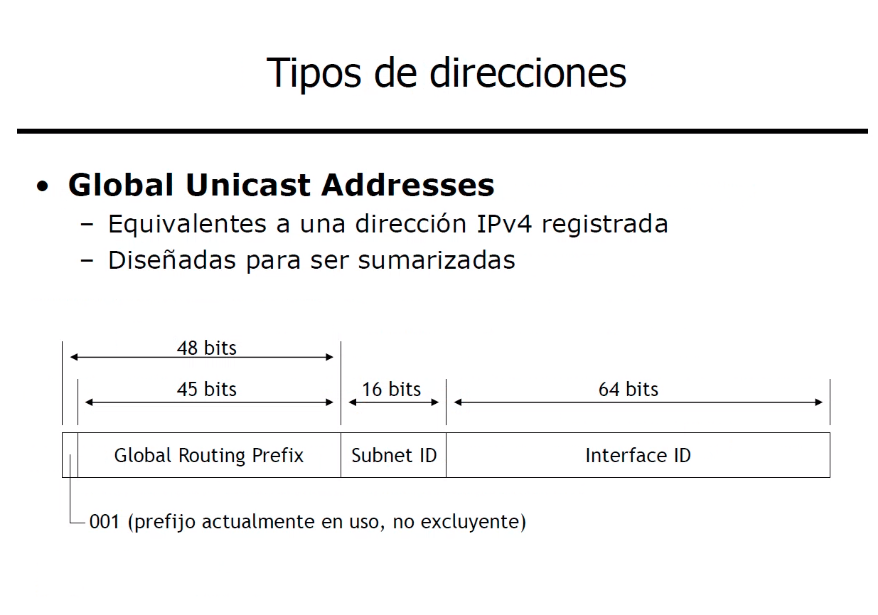 Tipos de direcciones
• Global Unicast Addresses
– Equivalentes a una dirección IPv4 registrada
– Diseñadas para ser sumarizadas
48 bits
45 bits 16 bits 64 bits
Global Routing Prefix Subnet ID Interface ID
001 (prefijo actualmente en uso, no excluyente)